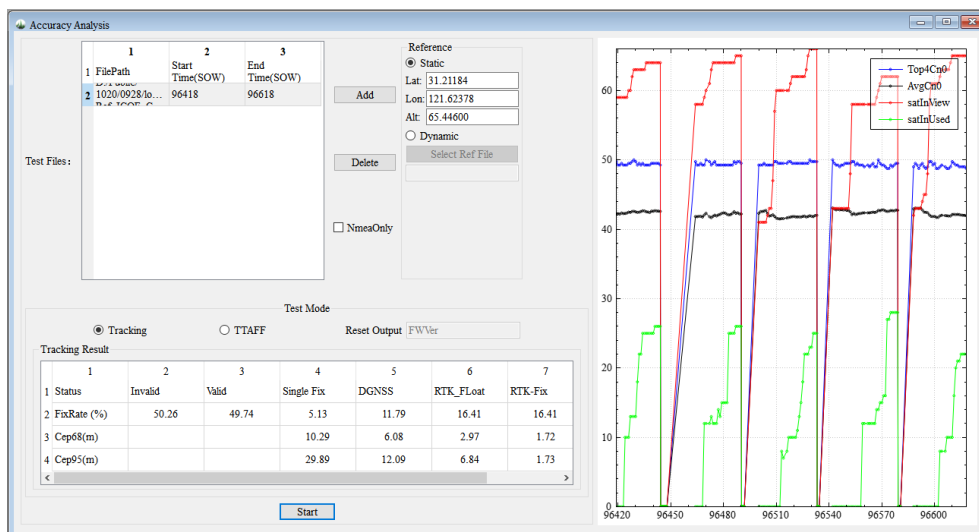 Accuracy Analysis
Test Files:
1 2 3
1 FilePath Start Time(SOW) End Time(SOW)
2 1020/0928/lo... 96418 96618
Add
Delete
NmeaOnly
Reference
Static
Lat: 31.21184
Lon: 121.62378
Alt: 65.44600
Dynamic
Select Ref File
Test Mode
Tracking TTAFF Reset Output FWVer
Tracking Result
1 2 3 4 5 6 7
1 Status Invalid Valid Single Fix DGNSS RTK_FLoat RTK-Fix
2 FixRate (%) 50.26 49.74 5.13 11.79 16.41 16.41
3 Cep68(m) 10.29 6.08 2.97 1.72
4 Cep95(m) 29.89 12.09 6.84 1.73
Start
Top4Cn0
AvgCn0
satInView
satInUsed
60
50
40
30
20
10
0
96420 96450 96480 96510 96540 96570 96600